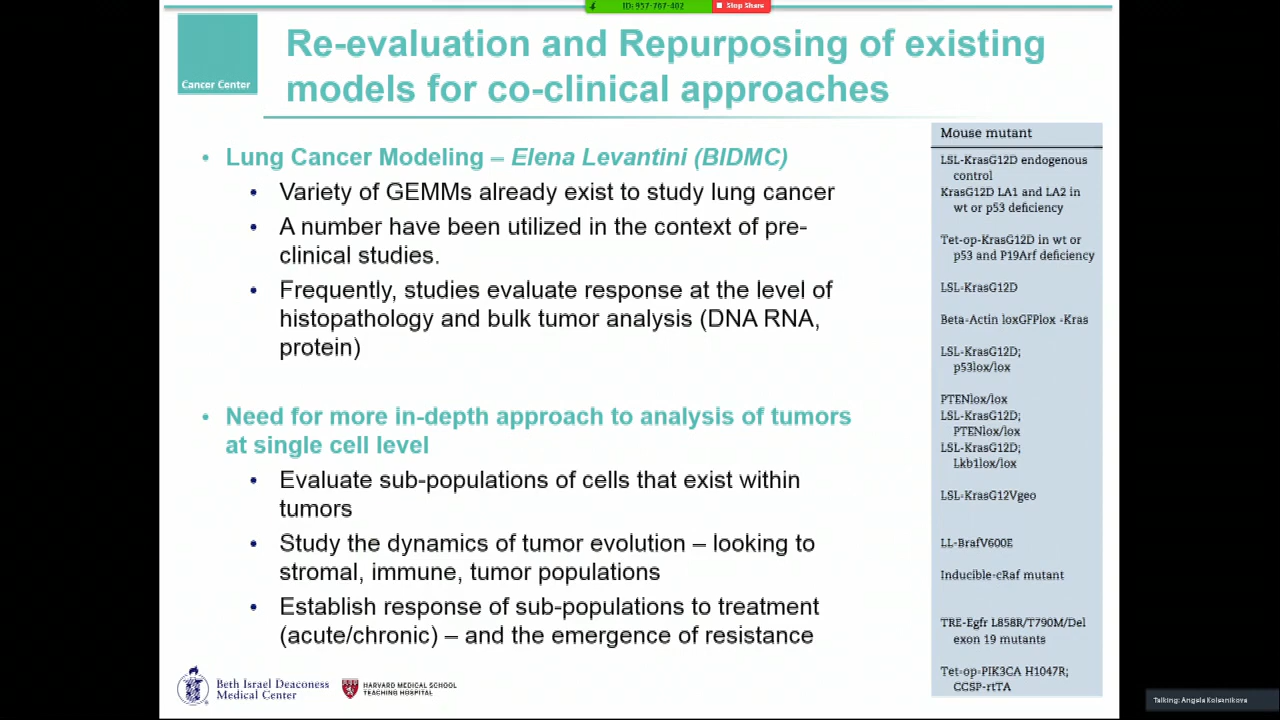 ID: 957-767-402
Stop Share
Cancer Center
Re-evaluation and Repurposing of existing
models for co-clinical approaches
• Lung Cancer Modeling – Elena Levantini (BIDMC)
• Variety of GEMMs already exist to study lung cancer
• A number have been utilized in the context of pre-
clinical studies.
• Frequently, studies evaluate response at the level of
histopathology and bulk tumor analysis (DNA RNA,
protein)
• Need for more in-depth approach to analysis of tumors
at single cell level
• Evaluate sub-populations of cells that exist within
tumors
• Study the dynamics of tumor evolution – looking to
stromal, immune, tumor populations
• Establish response of sub-populations to treatment
(acute/chronic) – and the emergence of resistance
Mouse mutant
LSL-KrasG12D endogenous
control
KrasG12D LA1 and LA2 in
wt or p53 deficiency
Tet-op-KrasG12D in wt or
p53 and P19Arf deficiency
LSL-KrasG12D
Beta-Actin loxGFPlox -Kras
LSL-KrasG12D;
p53lox/lox
PTENlox/lox
LSL-KrasG12D;
PTENlox/lox
LSL-KrasG12D;
Lkb1lox/lox
LSL-KrasG12Vgeo
LL-BrafV600E
Inducible-cRaf mutant
TRE-Egfr L858R/T790M/Del
exon 19 mutants
Tet-op-PIK3CA H1047R;
CCSP-rtTA
Beth Israel Deaconess
Medical Center
HARVARD MEDICAL SCHOOL
TEACHING HOSPITAL
Talking: Angela Kolesnikova